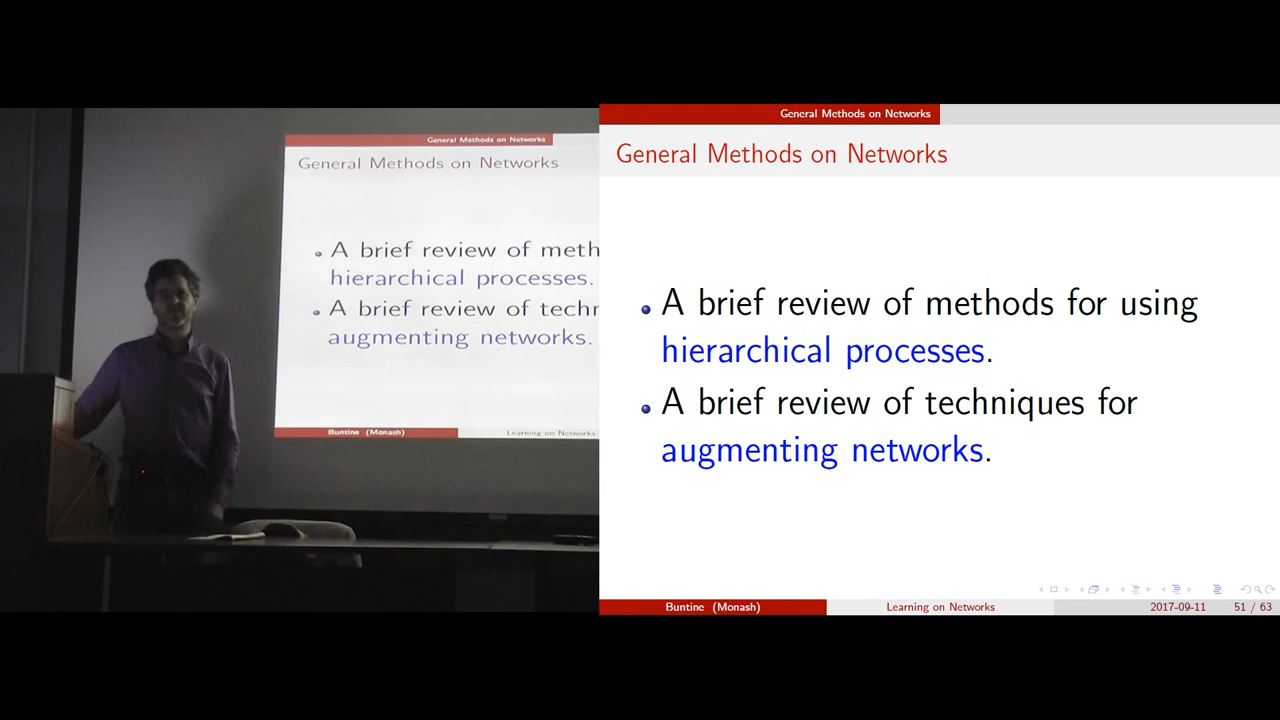 General Methods on Networks
General Methods on Networks
A brief review of meth
hierarchical processes.
A brief review of techn
augmenting networks.
Buntine (Monash)
Learning on Networks
General Methods on Networks
General Methods on Networks
A brief review of methods for using
hierarchical processes.
A brief review of techniques for
augmenting networks.
Buntine (Monash)
Learning on Networks
2017-09-11
51 / 63